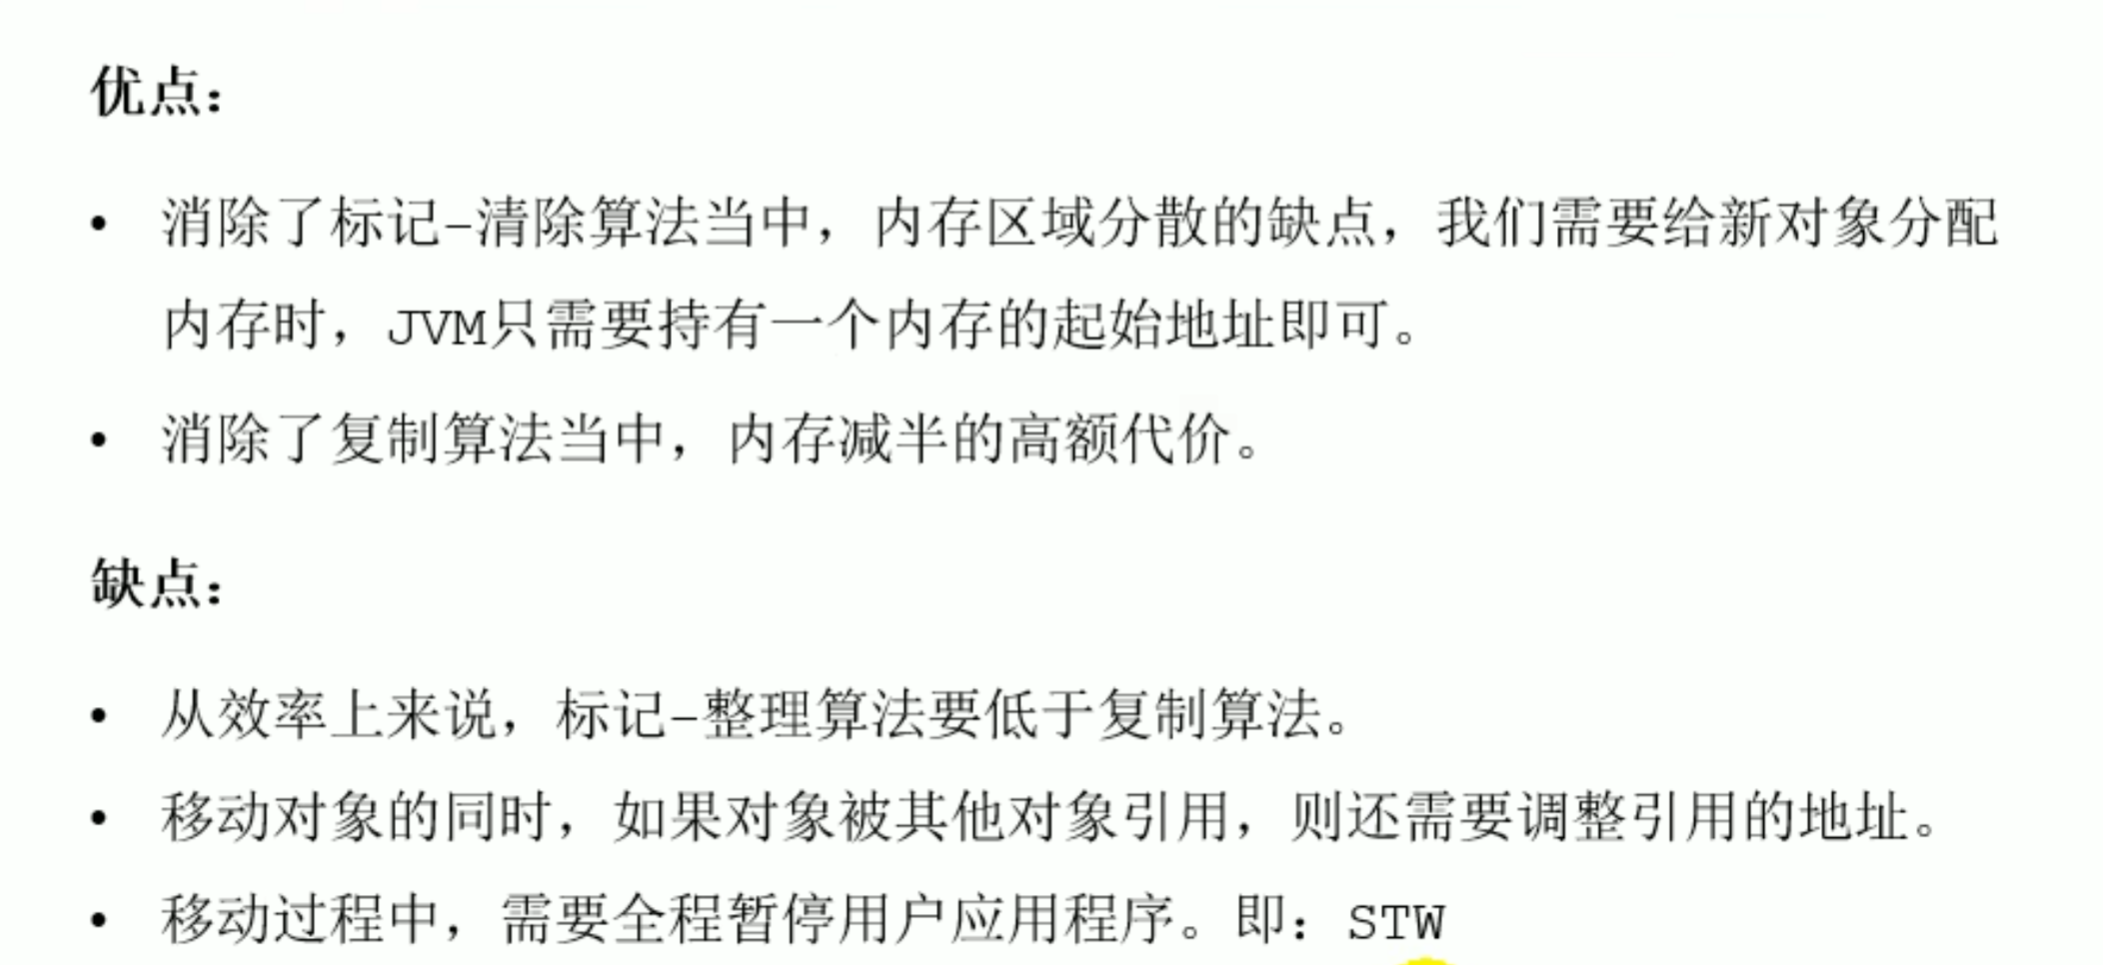 优点：
• 消除了标记-清除算法当中，内存区域分散的缺点，我们需要给新对象分配
内存时，JVM只需要持有一个内存的起始地址即可。
• 消除了复制算法当中，内存减半的高额代价。
缺点：
• 从效率上来说，标记-整理算法要低于复制算法。
• 移动对象的同时，如果对象被其他对象引用，则还需要调整引用的地址。
• 移动过程中，需要全程暂停用户应用程序。即：STW